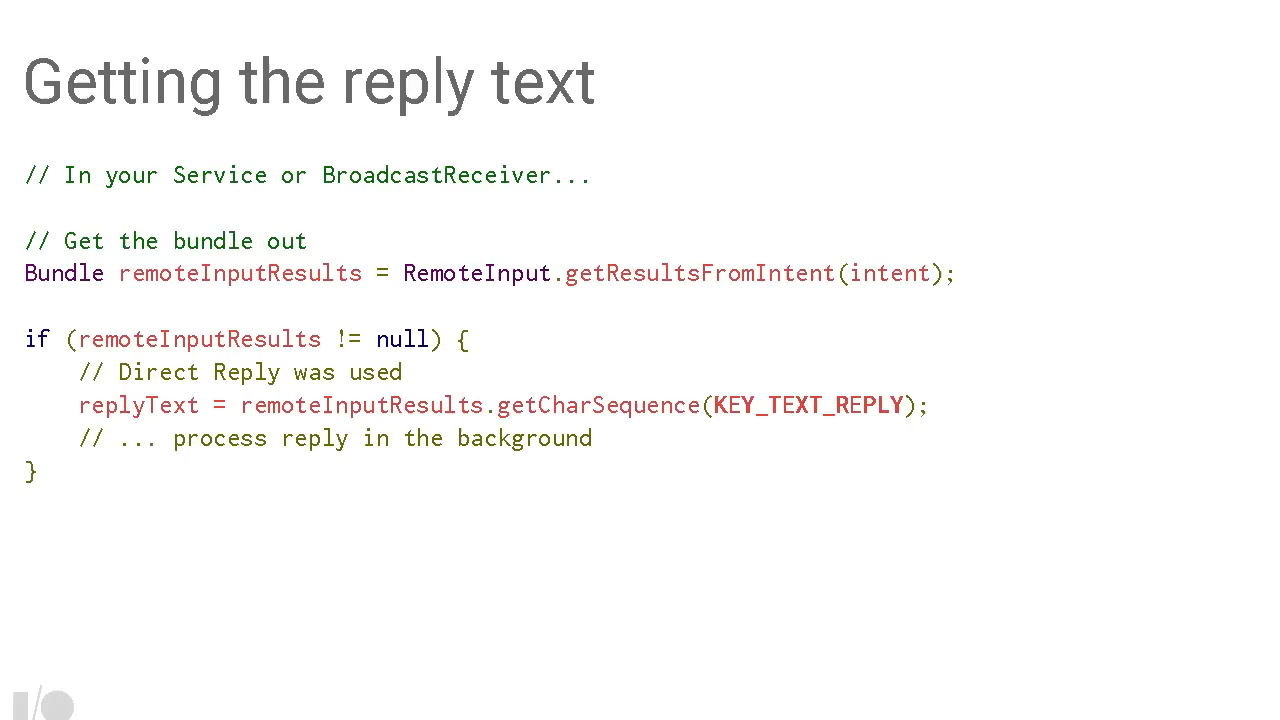 Getting the reply text
// In your Service or BroadcastReceiver...
// Get the bundle out
Bundle remoteInputResults = RemoteInput.getResultsFromIntent(intent);
if (remoteInputResults != null) {
    // Direct Reply was used
    replyText = remoteInputResults.getCharSequence(KEY_TEXT_REPLY);
    // ... process reply in the background
}
I/O